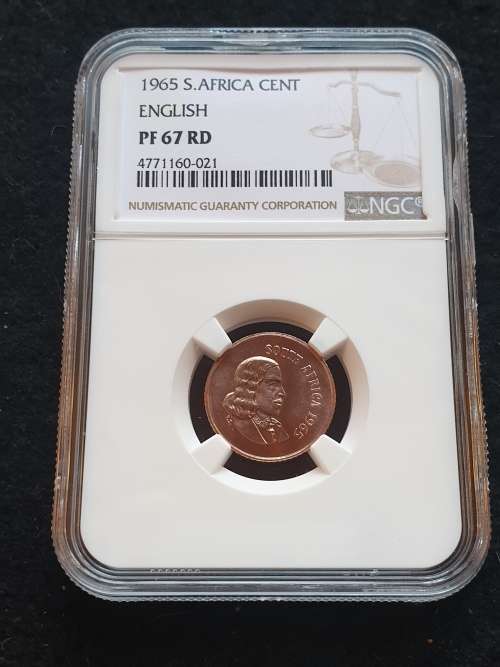 1965 S.AFRICA CENT
ENGLISH
PF 67 RD
4771160-021
NUMISMATIC GUARANTY CORPORATION
NGC®
SOUTH AFRICA 1965